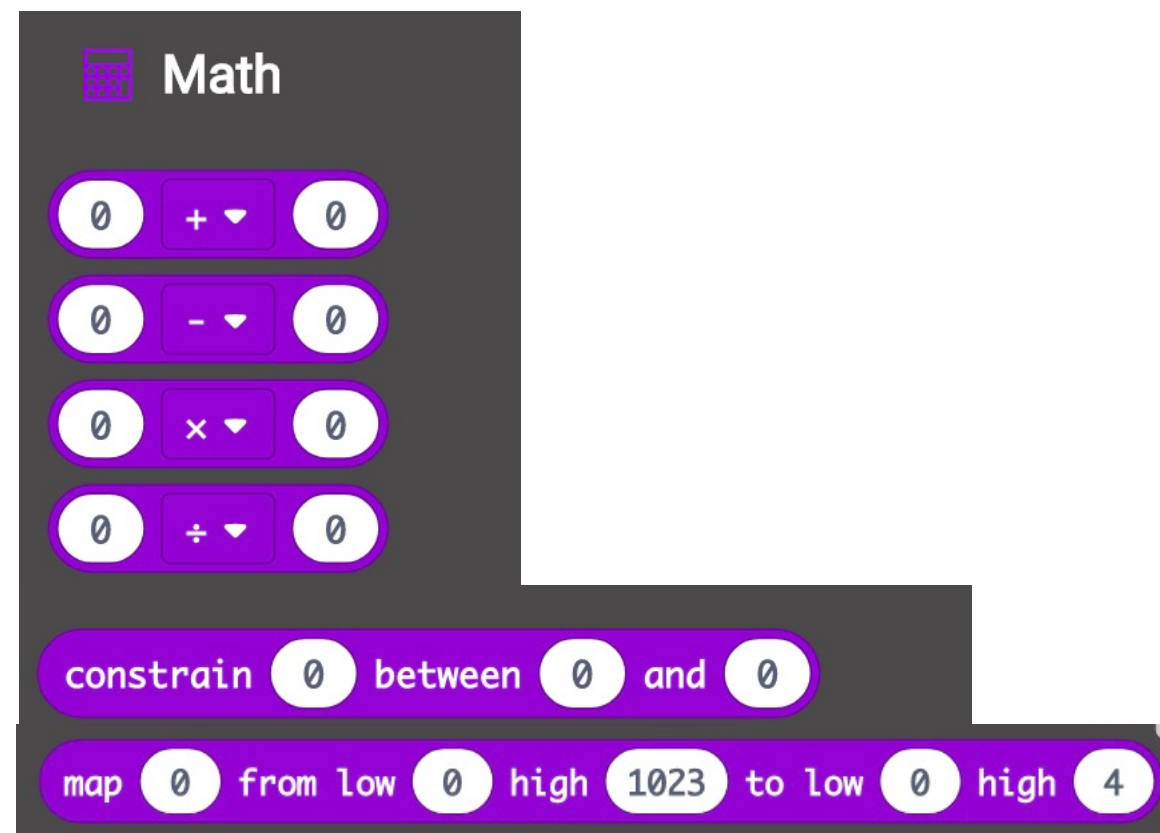 Math
0 + 0
0 - 0
0 × 0
0 ÷ 0
constrain 0 between 0 and 0
map 0 from low 0 high 1023 to low 0 high 4